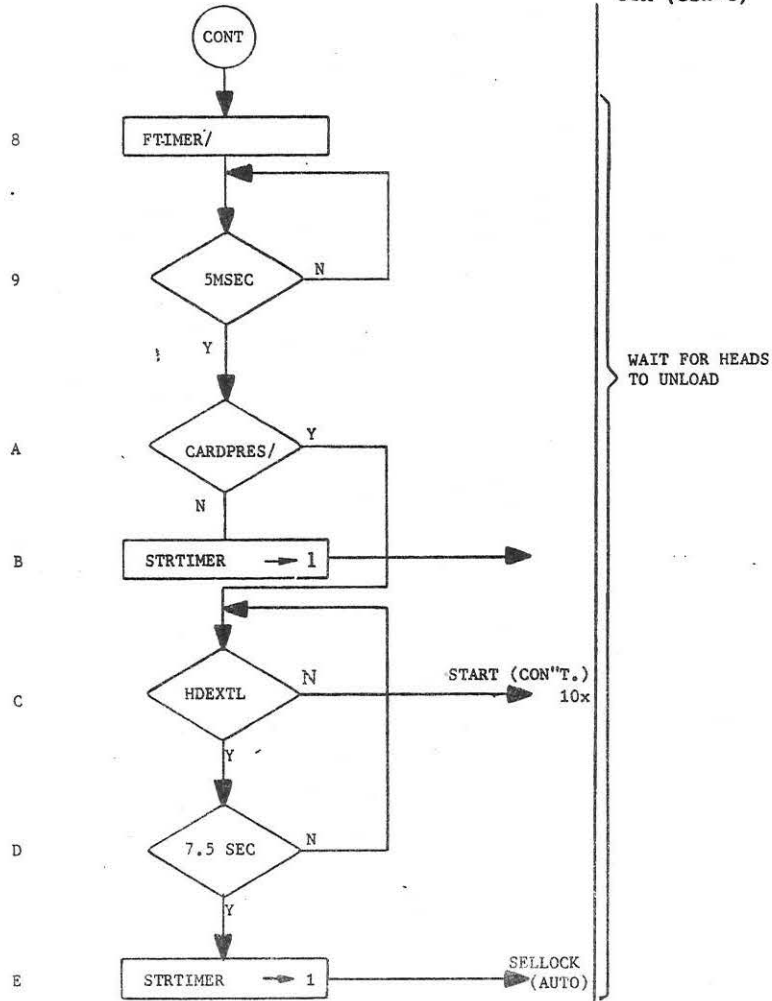 CONT
8 FTIMER/
9 5MSEC N
Y
WAIT FOR HEADS
TO UNLOAD
Y
A CARDPRES/
N
B STRTIMER → 1
C HDEXTL N START (CON"T.)
10x
Y
D 7.5 SEC N
Y
SELLOCK
E STRTIMER → 1 (AUTO)